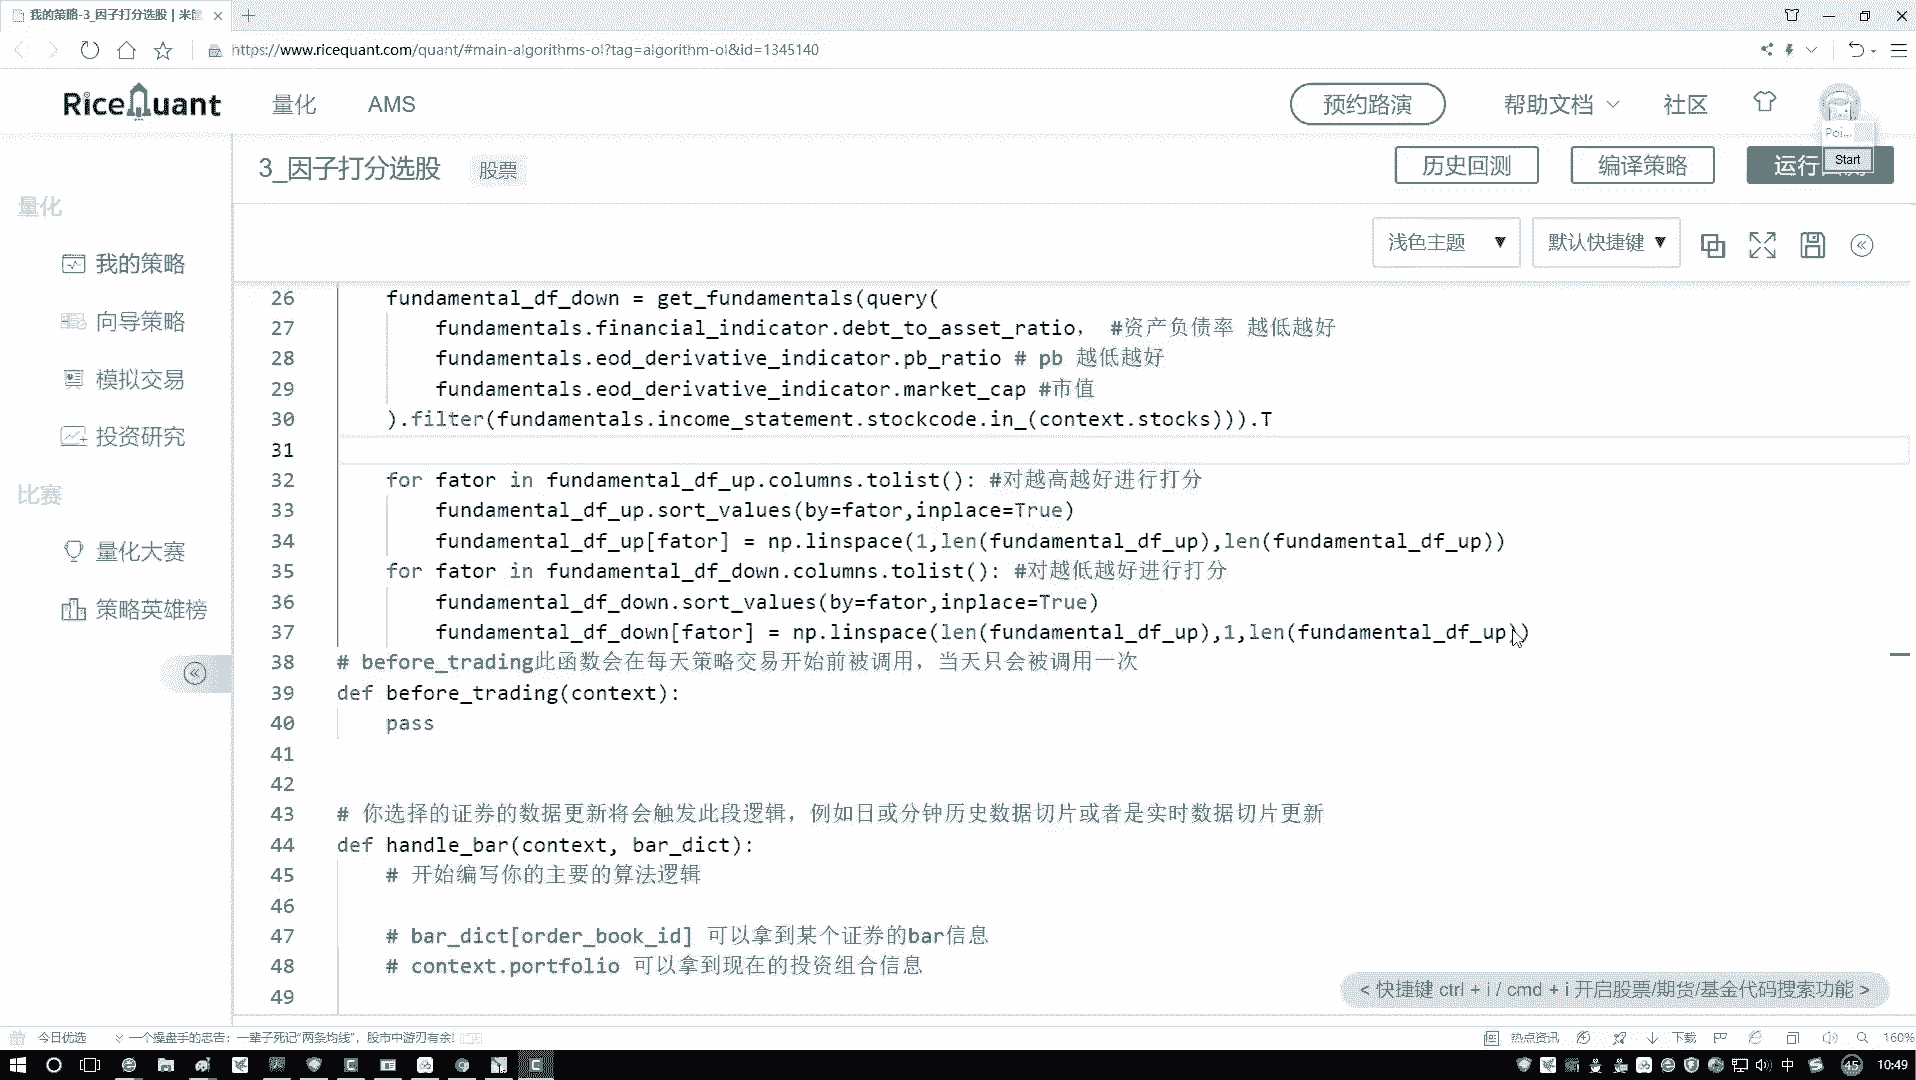 我的策略-3_因子打分选股 | 米筐
https://www.ricequant.com/quant/#main-algorithms-ol?tag=algorithm-ol&id=1345140
RiceQuant 量化 AMS 预约路演 帮助文档 社区
Poi...
Start
3_因子打分选股 股票 历史回测 编译策略 运行回测
量化
我的策略
向导策略
模拟交易
投资研究
比赛
量化大赛
策略英雄榜
浅色主题 ▼ 默认快捷键 ▼
26 fundamental_df_down = get_fundamentals(query(
27 fundamentals.financial_indicator.debt_to_asset_ratio， #资产负债率 越低越好
28 fundamentals.eod_derivative_indicator.pb_ratio # pb 越低越好
29 fundamentals.eod_derivative_indicator.market_cap #市值
30 ).filter(fundamentals.income_statement.stockcode.in_(context.stocks))).T
31
32 for fator in fundamental_df_up.columns.tolist(): #对越高越好进行打分
33 fundamental_df_up.sort_values(by=fator,inplace=True)
34 fundamental_df_up[fator] = np.linspace(1,len(fundamental_df_up),len(fundamental_df_up))
35 for fator in fundamental_df_down.columns.tolist(): #对越低越好进行打分
36 fundamental_df_down.sort_values(by=fator,inplace=True)
37 fundamental_df_down[fator] = np.linspace(len(fundamental_df_up),1,len(fundamental_df_up))
38 # before_trading此函数会在每天策略交易开始前被调用，当天只会被调用一次
39 def before_trading(context):
40 pass
41
42
43 # 你选择的证券的数据更新将会触发此段逻辑，例如日或分钟历史数据切片或者是实时数据切片更新
44 def handle_bar(context, bar_dict):
45 # 开始编写你的主要的算法逻辑
46
47 # bar_dict[order_book_id] 可以拿到某个证券的bar信息
48 # context.portfolio 可以拿到现在的投资组合信息
49
< 快捷键 ctrl + i / cmd + i 开启股票/期货/基金代码搜索功能 >
今日优选 一个操盘手的忠告：一辈子死记“两条均线”，股市中游刃有余! 热点资讯 下载 160%
中 45 10:49